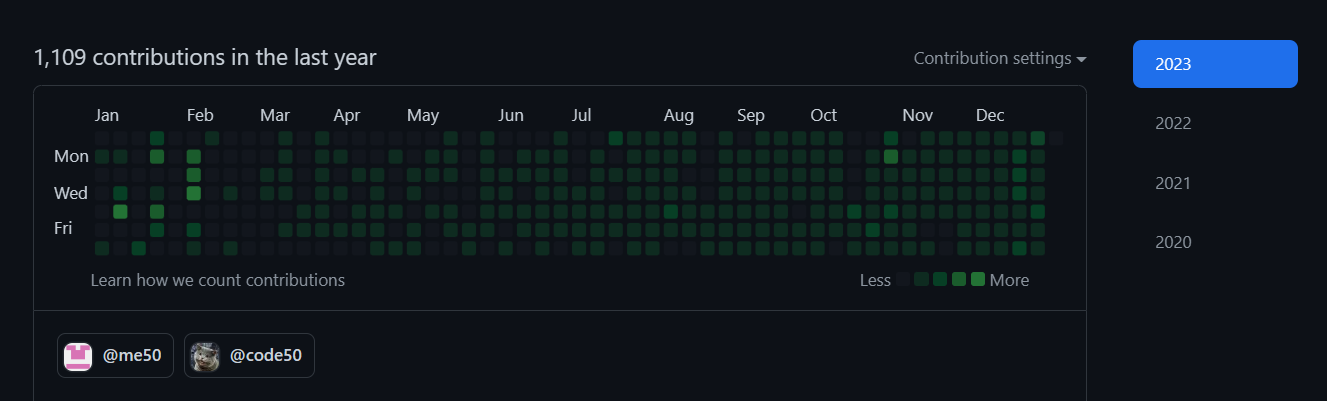 1,109 contributions in the last year
Contribution settings
2023
2022
2021
2020
Jan Feb Mar Apr May Jun Jul Aug Sep Oct Nov Dec
Mon
Wed
Fri
Learn how we count contributions
Less More
@me50 @code50